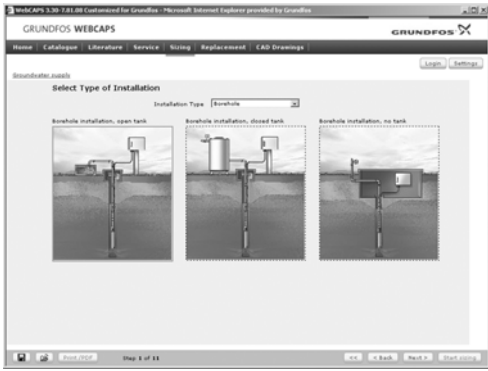 WebCAPS 3.30-7.01.08 Customized for Grundfos - Microsoft Internet Explorer provided by Grundfos
GRUNDFOS WEBCAPS
GRUNDFOS
Home Catalogue Literature Service Sizing Replacement CAD Drawings
Login Settings
Groundwater supply
Select Type of Installation
Installation Type Borehole
Borehole installation, open tank Borehole installation, closed tank Borehole installation, no tank
Print/PDF Step 1 of 11 << < Back Next > Start sizing